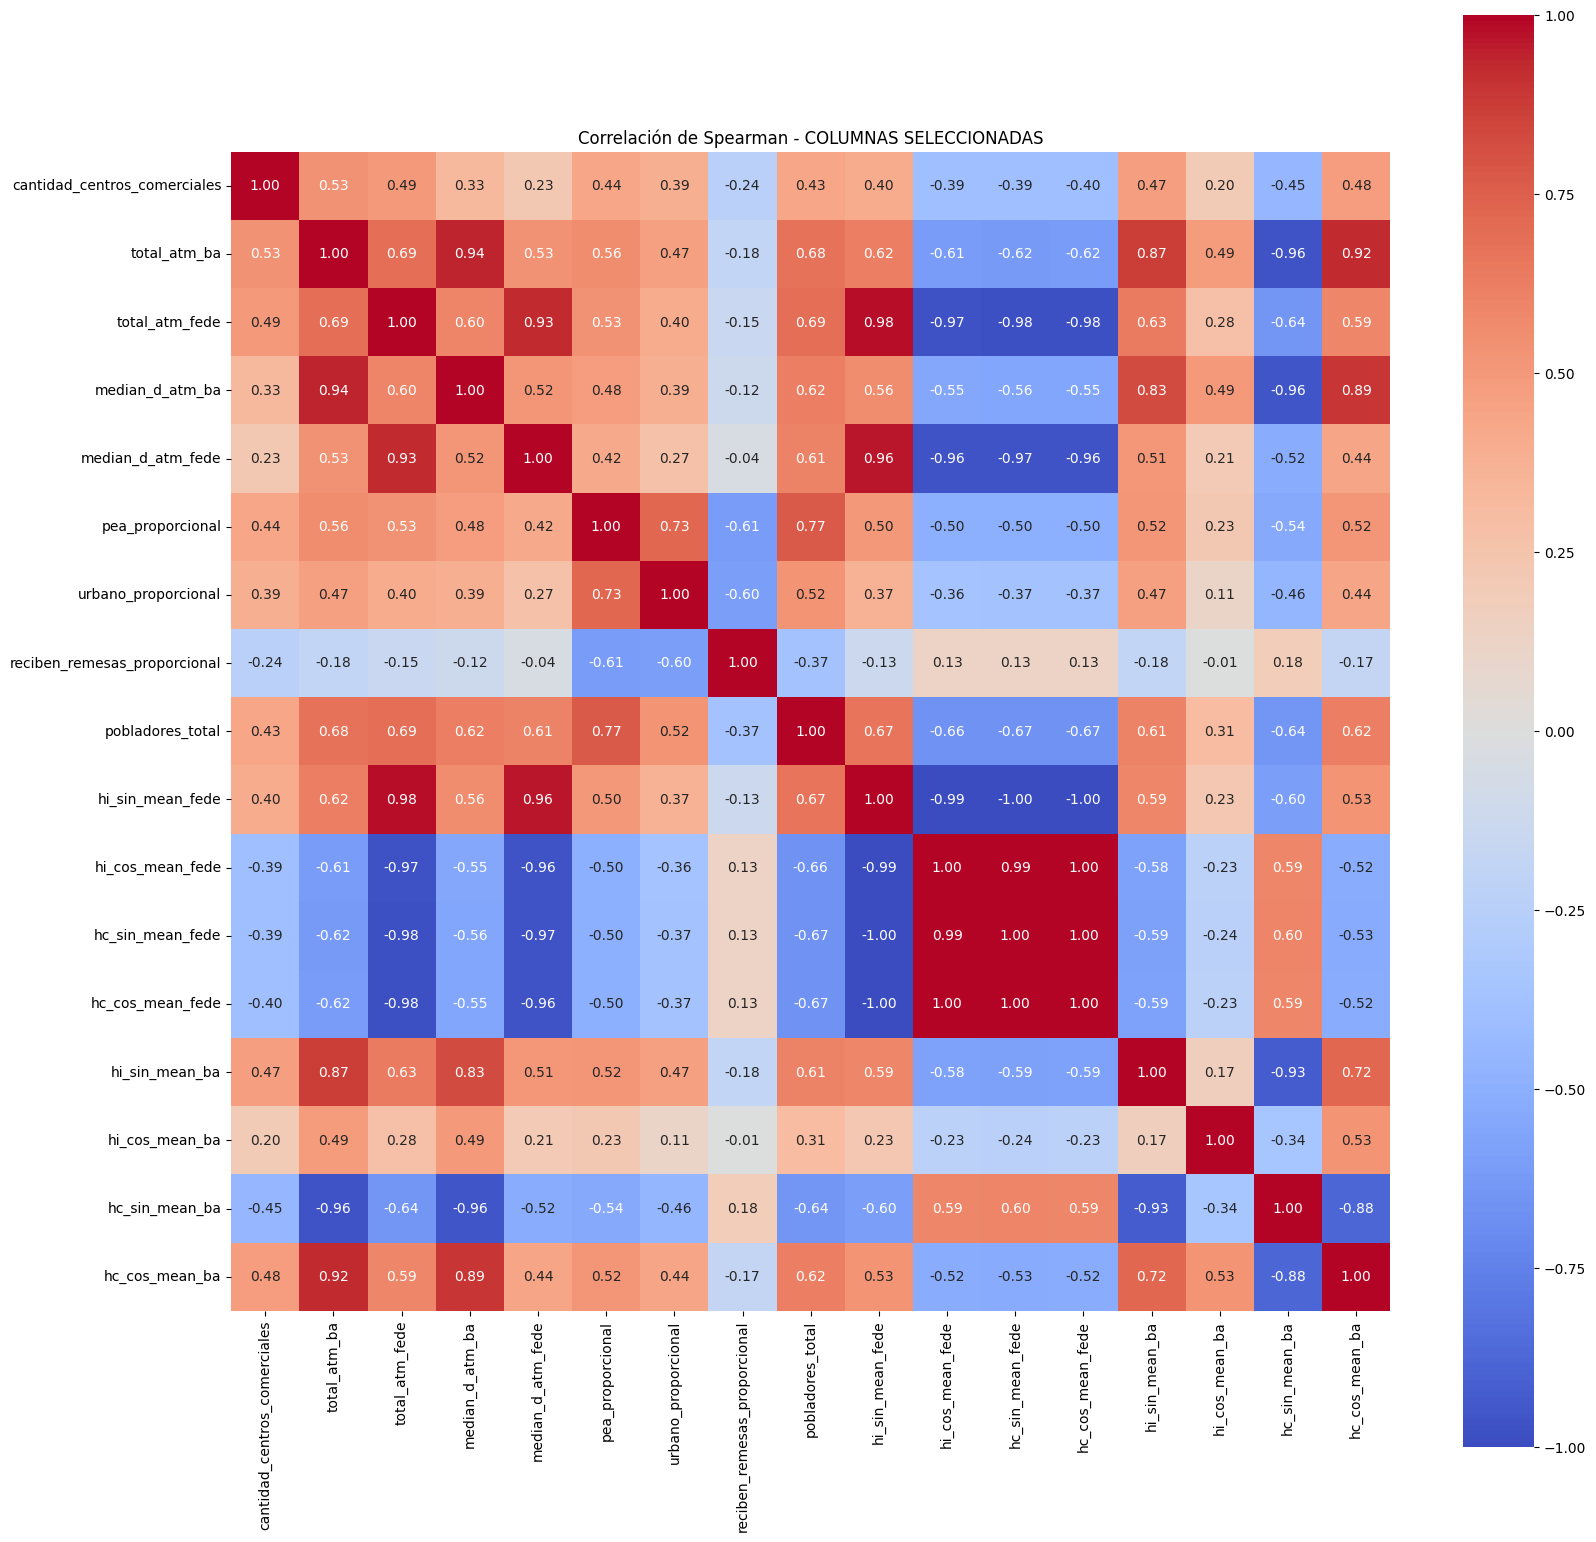 Correlación de Spearman - COLUMNAS SELECCIONADAS
cantidad_centros_comerciales 1.00 0.53 0.49 0.33 0.23 0.44 0.39 -0.24 0.43 0.40 -0.39 -0.39 -0.40 0.47 0.20 -0.45 0.48
total_atm_ba 0.53 1.00 0.69 0.94 0.53 0.56 0.47 -0.18 0.68 0.62 -0.61 -0.62 -0.62 0.87 0.49 -0.96 0.92
total_atm_fede 0.49 0.69 1.00 0.60 0.93 0.53 0.40 -0.15 0.69 0.98 -0.97 -0.98 -0.98 0.63 0.28 -0.64 0.59
median_d_atm_ba 0.33 0.94 0.60 1.00 0.52 0.48 0.39 -0.12 0.62 0.56 -0.55 -0.56 -0.55 0.83 0.49 -0.96 0.89
median_d_atm_fede 0.23 0.53 0.93 0.52 1.00 0.42 0.27 -0.04 0.61 0.96 -0.96 -0.97 -0.96 0.51 0.21 -0.52 0.44
pea_proporcional 0.44 0.56 0.53 0.48 0.42 1.00 0.73 -0.61 0.77 0.50 -0.50 -0.50 -0.50 0.52 0.23 -0.54 0.52
urbano_proporcional 0.39 0.47 0.40 0.39 0.27 0.73 1.00 -0.60 0.52 0.37 -0.36 -0.37 -0.37 0.47 0.11 -0.46 0.44
reciben_remesas_proporcional -0.24 -0.18 -0.15 -0.12 -0.04 -0.61 -0.60 1.00 -0.37 -0.13 0.13 0.13 0.13 -0.18 -0.01 0.18 -0.17
pobladores_total 0.43 0.68 0.69 0.62 0.61 0.77 0.52 -0.37 1.00 0.67 -0.66 -0.67 -0.67 0.61 0.31 -0.64 0.62
hi_sin_mean_fede 0.40 0.62 0.98 0.56 0.96 0.50 0.37 -0.13 0.67 1.00 -0.99 -1.00 -1.00 0.59 0.23 -0.60 0.53
hi_cos_mean_fede -0.39 -0.61 -0.97 -0.55 -0.96 -0.50 -0.36 0.13 -0.66 -0.99 1.00 0.99 1.00 -0.58 -0.23 0.59 -0.52
hc_sin_mean_fede -0.39 -0.62 -0.98 -0.56 -0.97 -0.50 -0.37 0.13 -0.67 -1.00 0.99 1.00 1.00 -0.59 -0.24 0.60 -0.53
hc_cos_mean_fede -0.40 -0.62 -0.98 -0.55 -0.96 -0.50 -0.37 0.13 -0.67 -1.00 1.00 1.00 1.00 -0.59 -0.23 0.59 -0.52
hi_sin_mean_ba 0.47 0.87 0.63 0.83 0.51 0.52 0.47 -0.18 0.61 0.59 -0.58 -0.59 -0.59 1.00 0.17 -0.93 0.72
hi_cos_mean_ba 0.20 0.49 0.28 0.49 0.21 0.23 0.11 -0.01 0.31 0.23 -0.23 -0.24 -0.23 0.17 1.00 -0.34 0.53
hc_sin_mean_ba -0.45 -0.96 -0.64 -0.96 -0.52 -0.54 -0.46 0.18 -0.64 -0.60 0.59 0.60 0.59 -0.93 -0.34 1.00 -0.88
hc_cos_mean_ba 0.48 0.92 0.59 0.89 0.44 0.52 0.44 -0.17 0.62 0.53 -0.52 -0.53 -0.52 0.72 0.53 -0.88 1.00
cantidad_centros_comerciales
total_atm_ba
total_atm_fede
median_d_atm_ba
median_d_atm_fede
pea_proporcional
urbano_proporcional
reciben_remesas_proporcional
pobladores_total
hi_sin_mean_fede
hi_cos_mean_fede
hc_sin_mean_fede
hc_cos_mean_fede
hi_sin_mean_ba
hi_cos_mean_ba
hc_sin_mean_ba
hc_cos_mean_ba
1.00
0.75
0.50
0.25
0.00
−0.25
−0.50
−0.75
−1.00